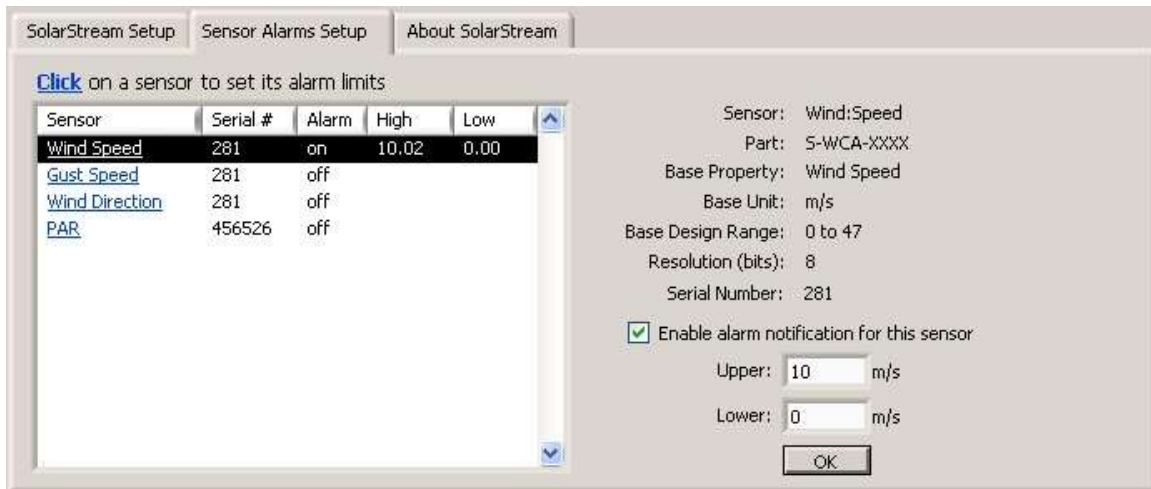 SolarStream Setup Sensor Alarms Setup About SolarStream
Click on a sensor to set its alarm limits
Sensor Serial # Alarm High Low
Wind Speed 281 on 10.02 0.00
Gust Speed 281 off
Wind Direction 281 off
PAR 456526 off
Sensor: Wind:Speed
Part: S-WCA-XXXX
Base Property: Wind Speed
Base Unit: m/s
Base Design Range: 0 to 47
Resolution (bits): 8
Serial Number: 281
Enable alarm notification for this sensor
Upper: 10 m/s
Lower: 0 m/s
OK